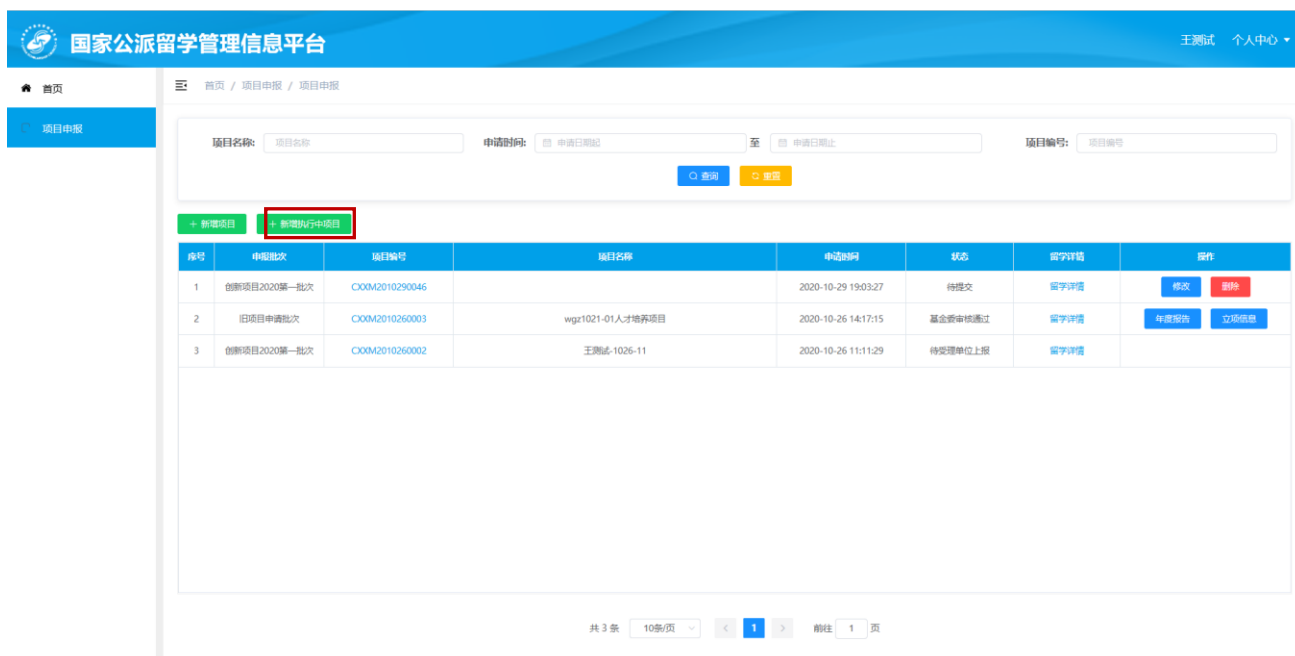 国家公派留学管理信息平台
王测试 个人中心
首页
首页 / 项目申报 / 项目申报
项目申报
项目名称: 项目名称 申请时间: 申请日期起 至 申请日期止 项目编号: 项目编号
查询 重置
+ 新增项目 + 新增执行中项目
序号 申报批次 项目编号 项目名称 申请时间 状态 留学详情 操作
1 创新项目2020第一批次 CXXM2010290046 2020-10-29 19:03:27 待提交 留学详情 修改 删除
2 旧项目申请批次 CXXM2010260003 wgz1021-01人才培养项目 2020-10-26 14:17:15 基金委审核通过 留学详情 年度报告 立项信息
3 创新项目2020第一批次 CXXM2010260002 王测试-1026-11 2020-10-26 11:11:29 待受理单位上报 留学详情
共 3 条 10条/页 < 1 > 前往 1 页